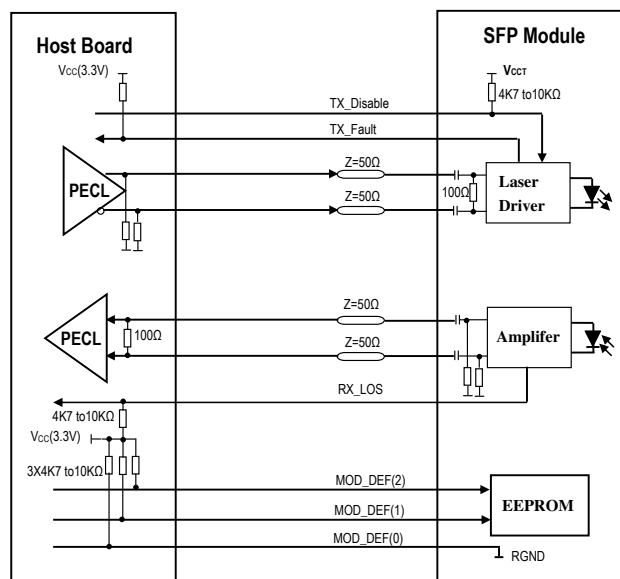 Host Board
SFP Module
Vcc(3.3V)
VCCT
4K7 to10KΩ
TX_Disable
TX_Fault
Z=50Ω
PECL
100Ω
Laser
Driver
Z=50Ω
Z=50Ω
PECL
100Ω
Amplifer
Z=50Ω
RX_LOS
4K7 to10KΩ
Vcc(3.3V)
3X4K7 to10KΩ
MOD_DEF(2)
EEPROM
MOD_DEF(1)
MOD_DEF(0)
RGND